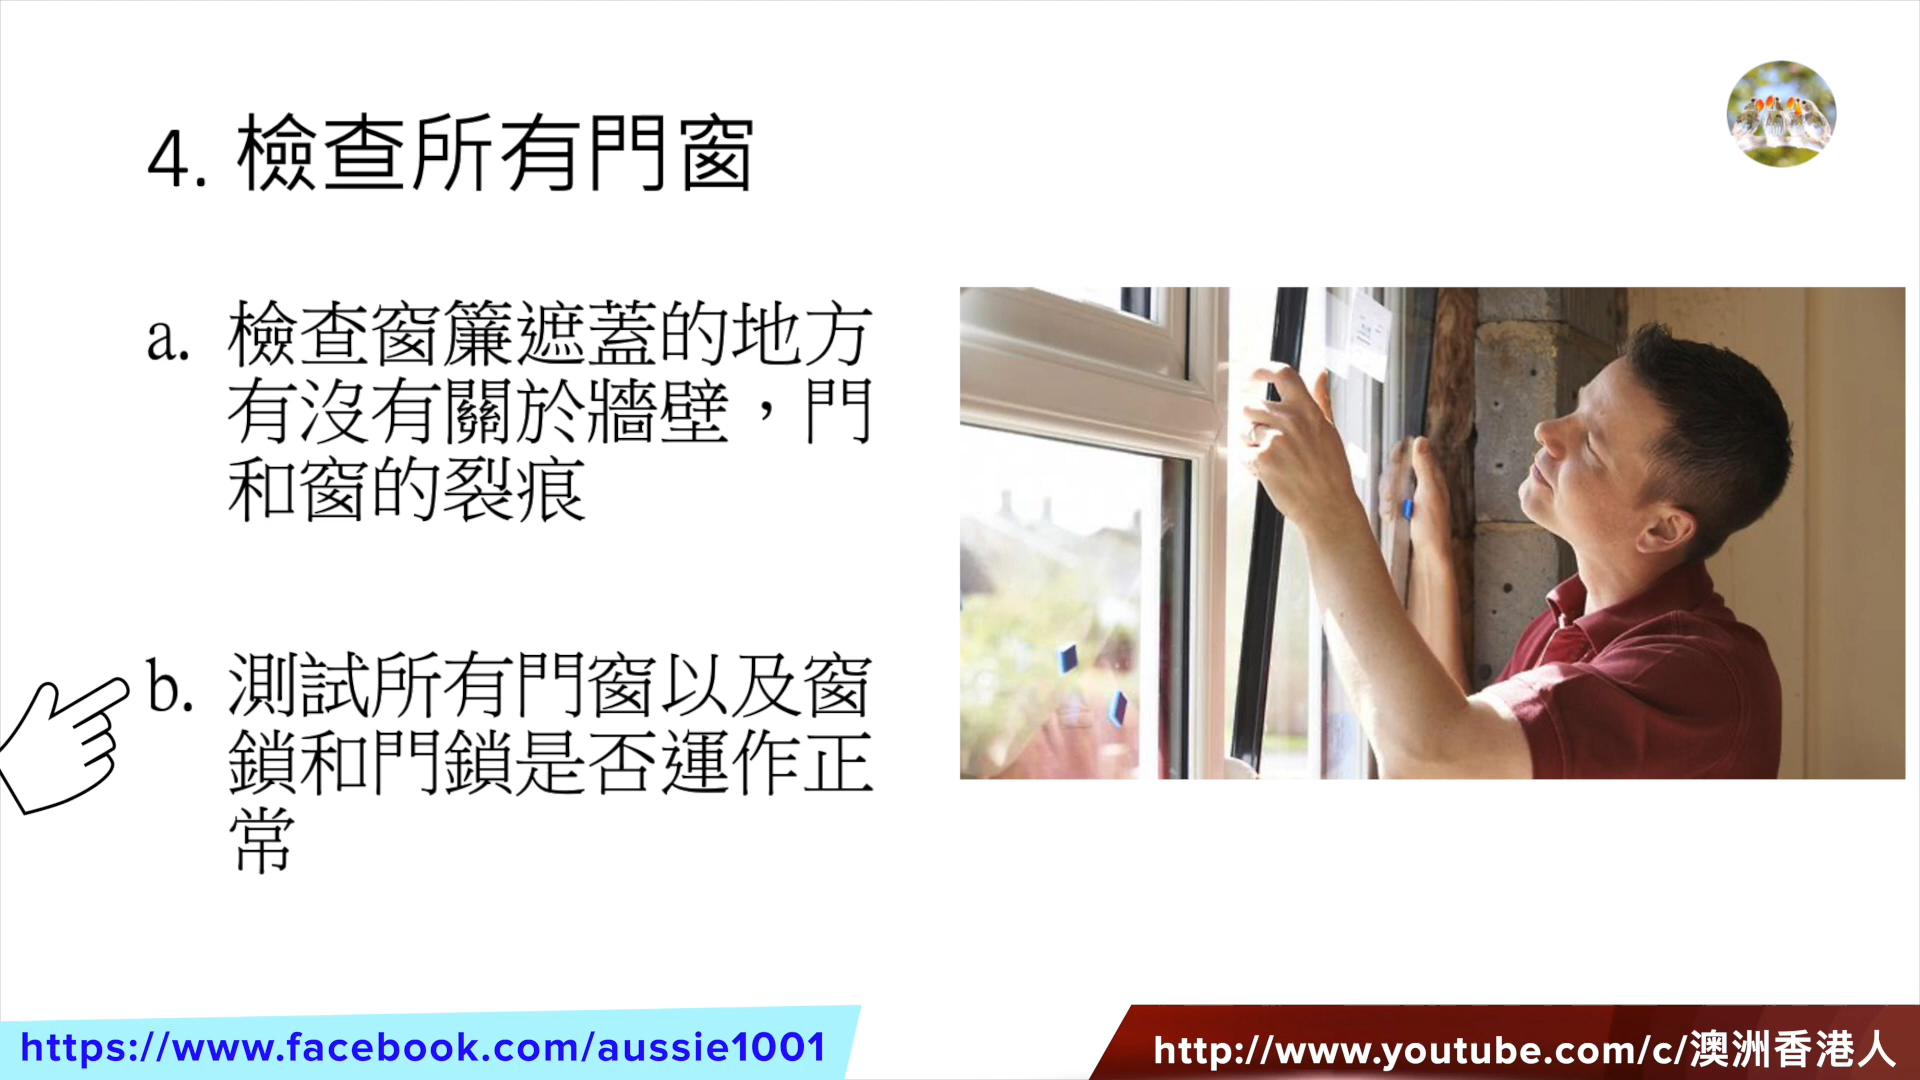 4. 檢查所有門窗
a. 檢查窗簾遮蓋的地方
有沒有關於牆壁，門
和窗的裂痕
b. 測試所有門窗以及窗
鎖和門鎖是否運作正
常
https://www.facebook.com/aussie1001
http://www.youtube.com/c/澳洲香港人